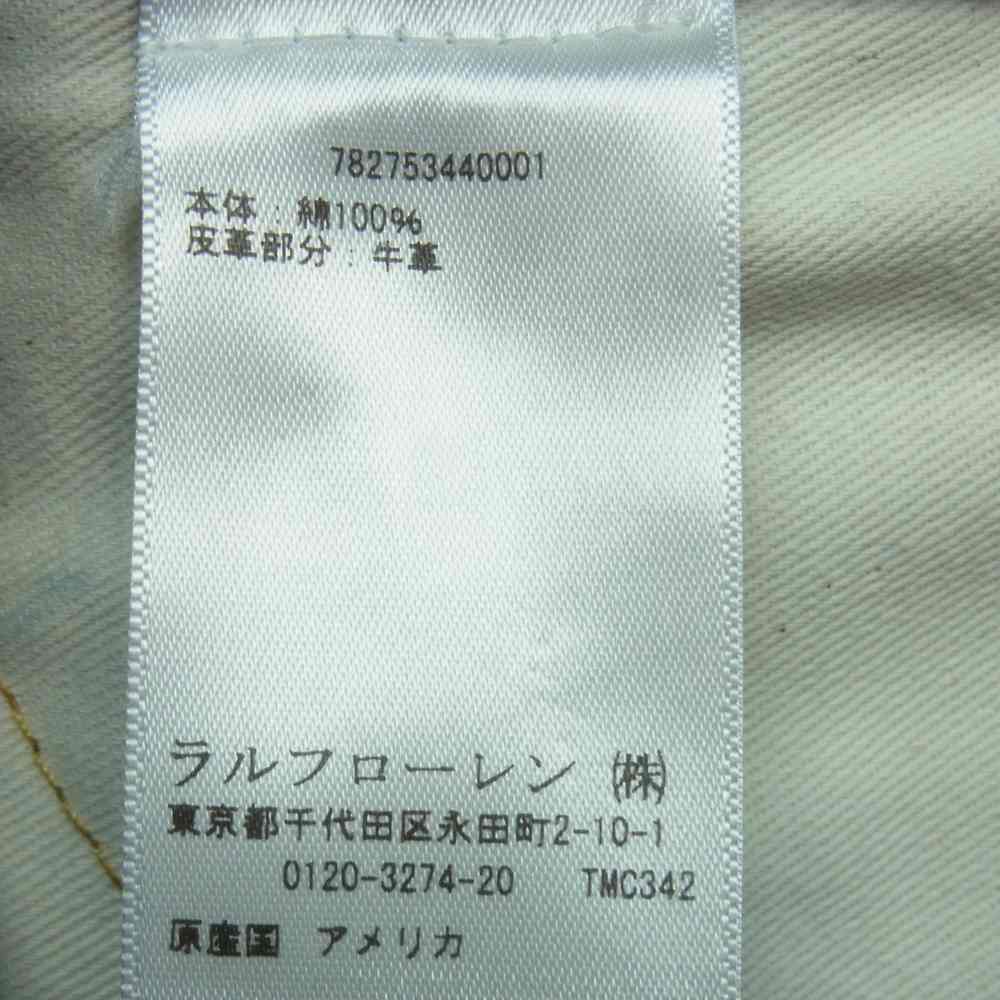 782753440001
本体:綿100%
皮革部分:牛革
ラルフローレン ㈱
東京都千代田区永田町2-10-1
0120-3274-20 TMC342
原産国 アメリカ